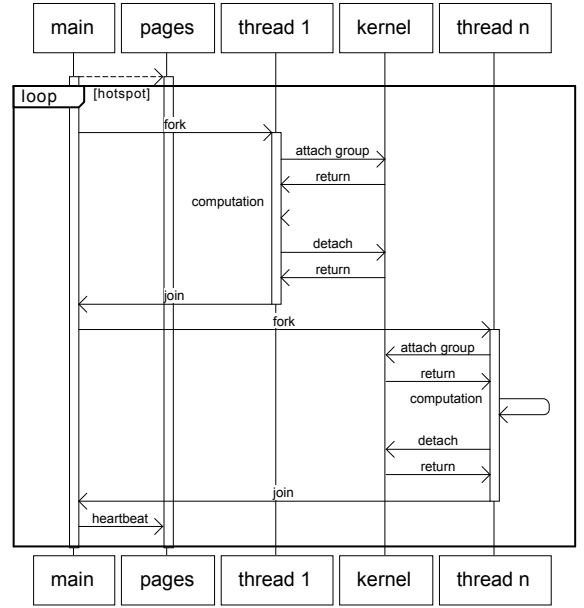 main pages thread 1 kernel thread n
loop [hotspot]
fork
attach group
return
computation
detach
return
join
fork
attach group
return
computation
detach
return
join
heartbeat
main pages thread 1 kernel thread n